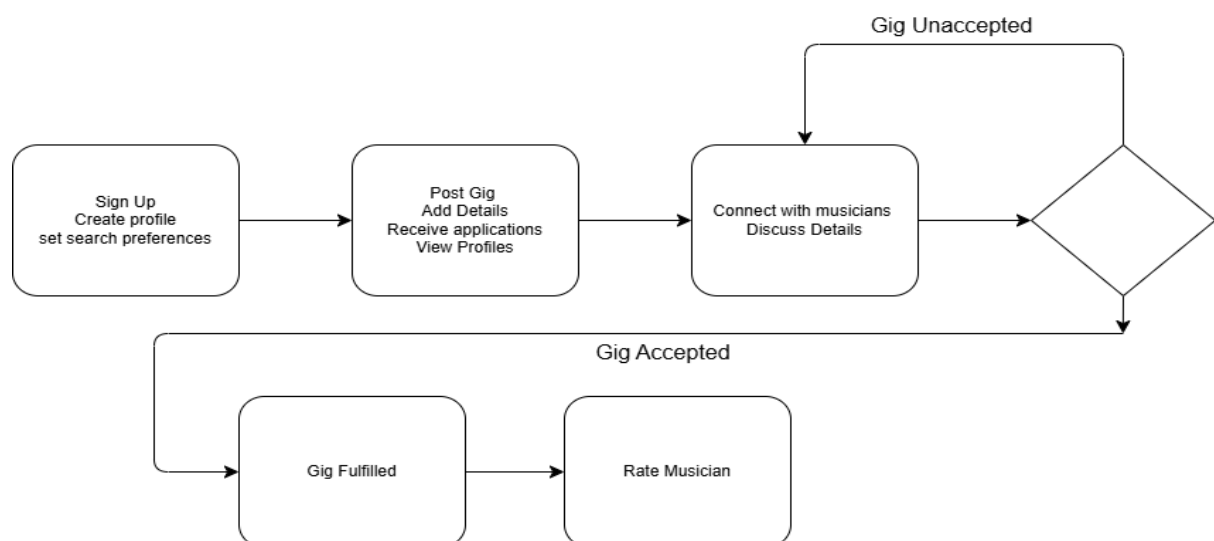 Gig Unaccepted
Sign Up
Create profile
set search preferences
Post Gig
Add Details
Receive applications
View Profiles
Connect with musicians
Discuss Details
Gig Accepted
Gig Fulfilled
Rate Musician